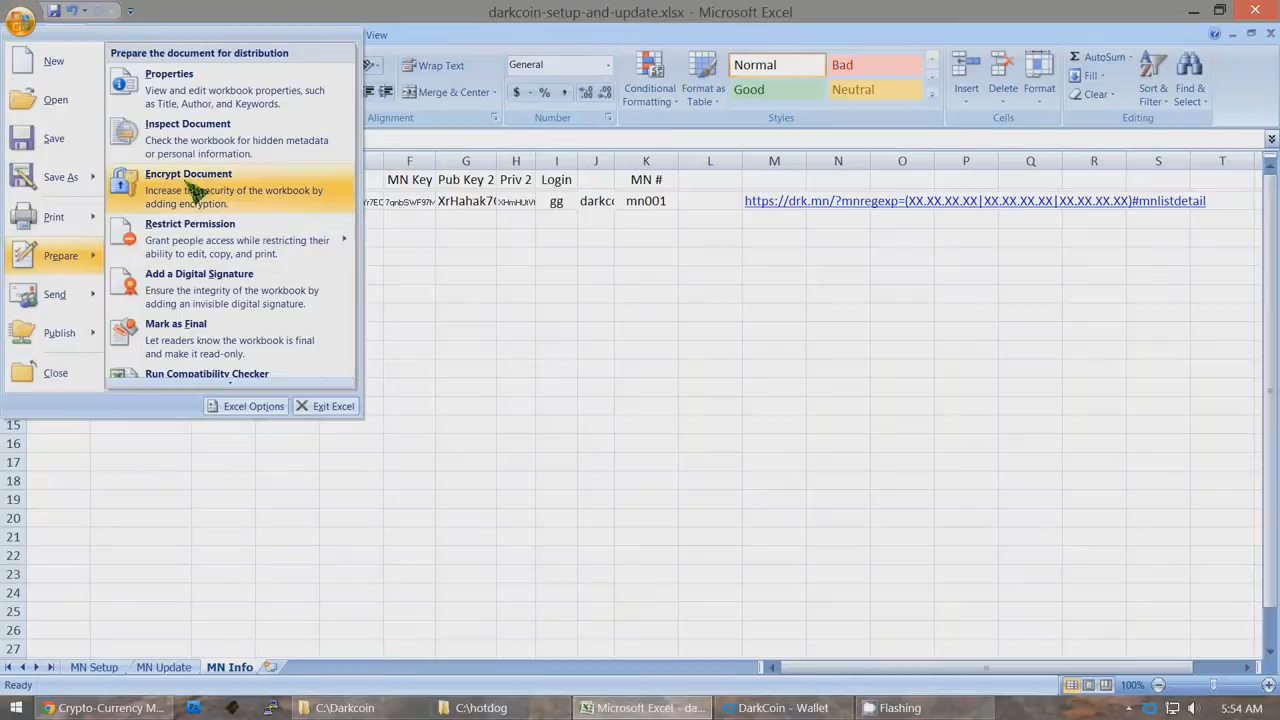 darkcoin-setup-and-update.xlsx - Microsoft Excel
View
New
Open
Save
Save As
Print
Prepare
Send
Publish
Close
Prepare the document for distribution
Properties
View and edit workbook properties, such
as Title, Author, and Keywords.
Inspect Document
Check the workbook for hidden metadata
or personal information.
Encrypt Document
Increase the security of the workbook by
adding encryption.
Restrict Permission
Grant people access while restricting their
ability to edit, copy, and print.
Add a Digital Signature
Ensure the integrity of the workbook by
adding an invisible digital signature.
Mark as Final
Let readers know the workbook is final
and make it read-only.
Run Compatibility Checker
Excel Options
Exit Excel
Wrap Text
Merge & Center
Alignment
General
$ % ,
Number
Conditional
Formatting
Format as
Table
Normal
Bad
Good
Neutral
Styles
Insert
Delete
Format
Cells
AutoSum
Fill
Clear
Sort &
Filter
Find &
Select
Editing
F G H I J K L M N O P Q R S T
MN Key Pub Key 2 Priv 2 Login MN #
XrHahak7( gg darkc mn001 https://drk.mn/?mnregexp=(XX.XX.XX.XX|XX.XX.XX.XX|XX.XX.XX.XX)#mnlistdetail
15
16
17
18
19
20
21
22
23
24
25
26
27
MN Setup MN Update MN Info
Ready
100%
Crypto-Currency M...
C:\Darkcoin
C:\hotdog
Microsoft Excel - da...
DarkCoin - Wallet
Flashing
5:54 AM